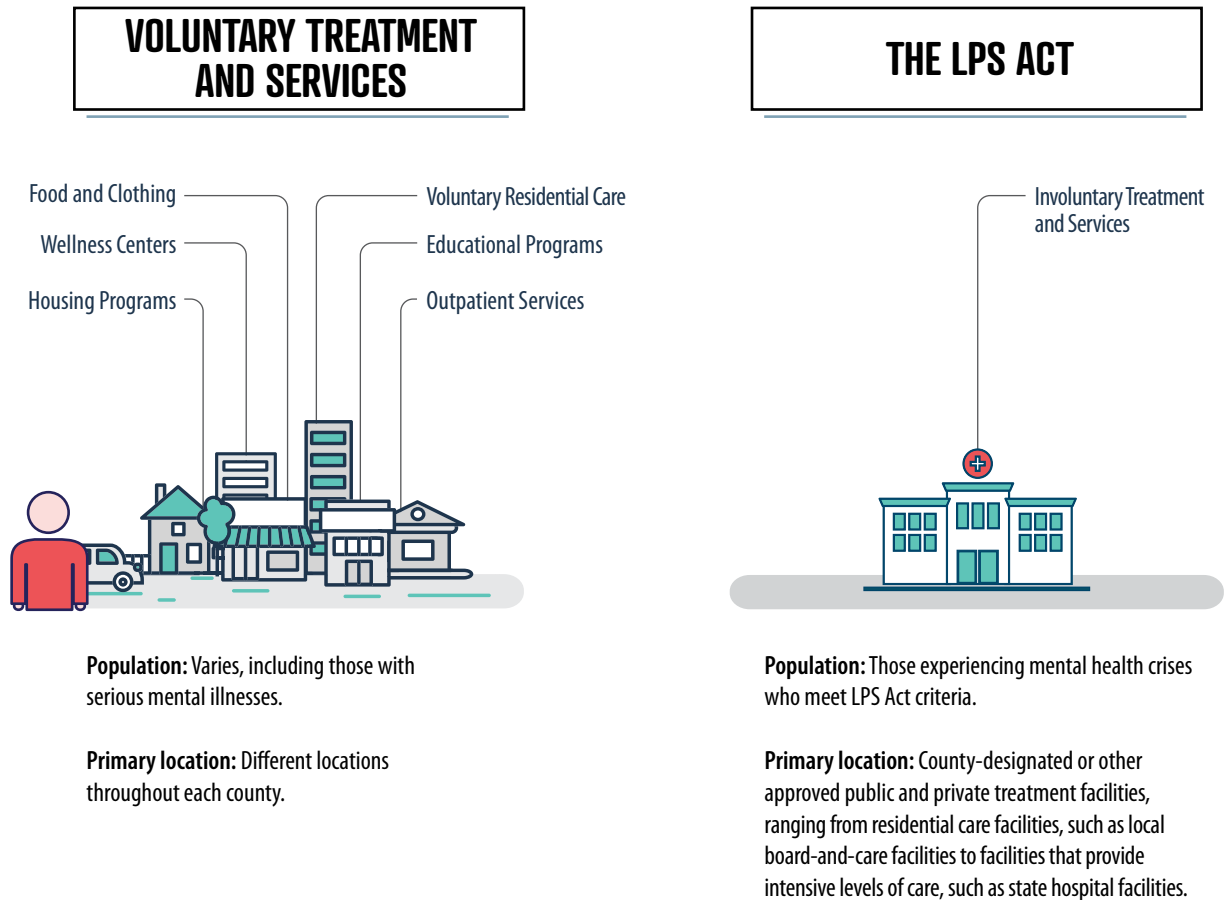 VOLUNTARY TREATMENT
AND SERVICES
Food and Clothing
Wellness Centers
Housing Programs
Voluntary Residential Care
Educational Programs
Outpatient Services
Population: Varies, including those with
serious mental illnesses.
Primary location: Different locations
throughout each county.
THE LPS ACT
Involuntary Treatment
and Services
Population: Those experiencing mental health crises
who meet LPS Act criteria.
Primary location: County-designated or other
approved public and private treatment facilities,
ranging from residential care facilities, such as local
board-and-care facilities to facilities that provide
intensive levels of care, such as state hospital facilities.